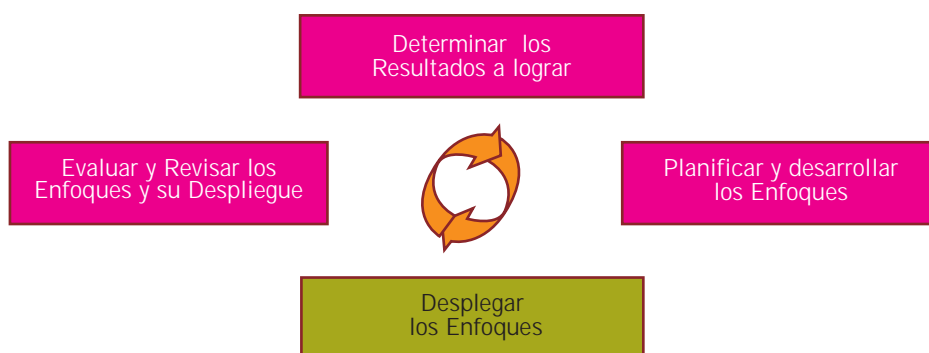 Determinar los
Resultados a lograr
Evaluar y Revisar los
Enfoques y su Despliegue
Planificar y desarrollar
los Enfoques
Desplegar
los Enfoques